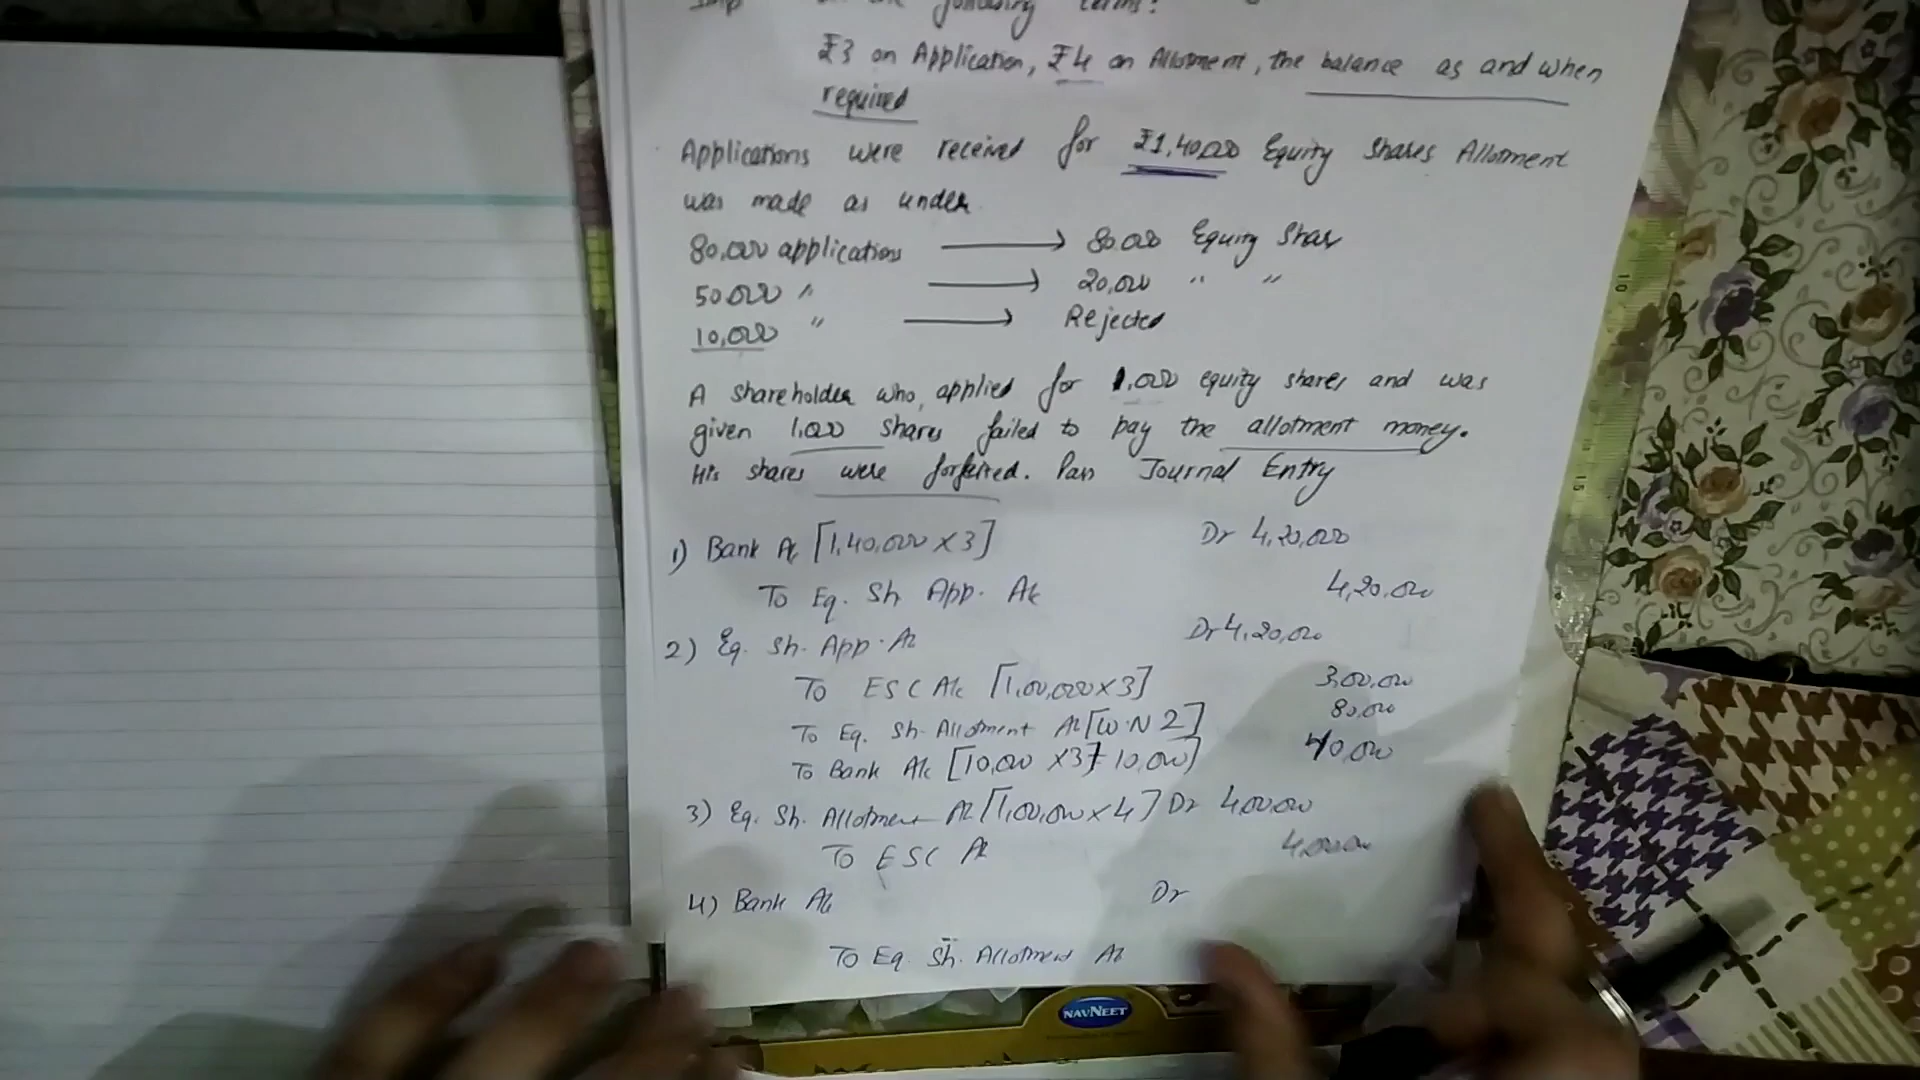 on the following terms:
₹3 on Application, ₹4 on Allotment, the balance as and when
required
Applications were received for ₹1,40,000 Equity Shares Allotment
was made as under
80,000 applications → 80,000 Equity Shar
50,000 " → 20,000 " "
10,000 " → Rejected
A shareholder who, applied for 1,000 equity shares and was
given 1,000 shares failed to pay the allotment money.
His shares were forfeited. Pass Journal Entry
1) Bank A/c [1,40,000 X 3] Dr 4,20,000
To Eq. Sh App. A/c 4,20,000
2) Eq. Sh. App. A/c Dr 4,20,000
To ESC A/c [1,00,000 X 3] 3,00,000
To Eq. Sh. Allotment A/c [W.N 2] 80,000
To Bank A/c [10,000 X 3 + 10,000] 40,000
3) Eq. Sh. Allotment A/c [1,00,000 x 4] Dr 4,00,000
To ESC A/c 4,00,000
4) Bank A/c Dr
To Eq. Sh. Allotment A/c
NAVNEET
10
15